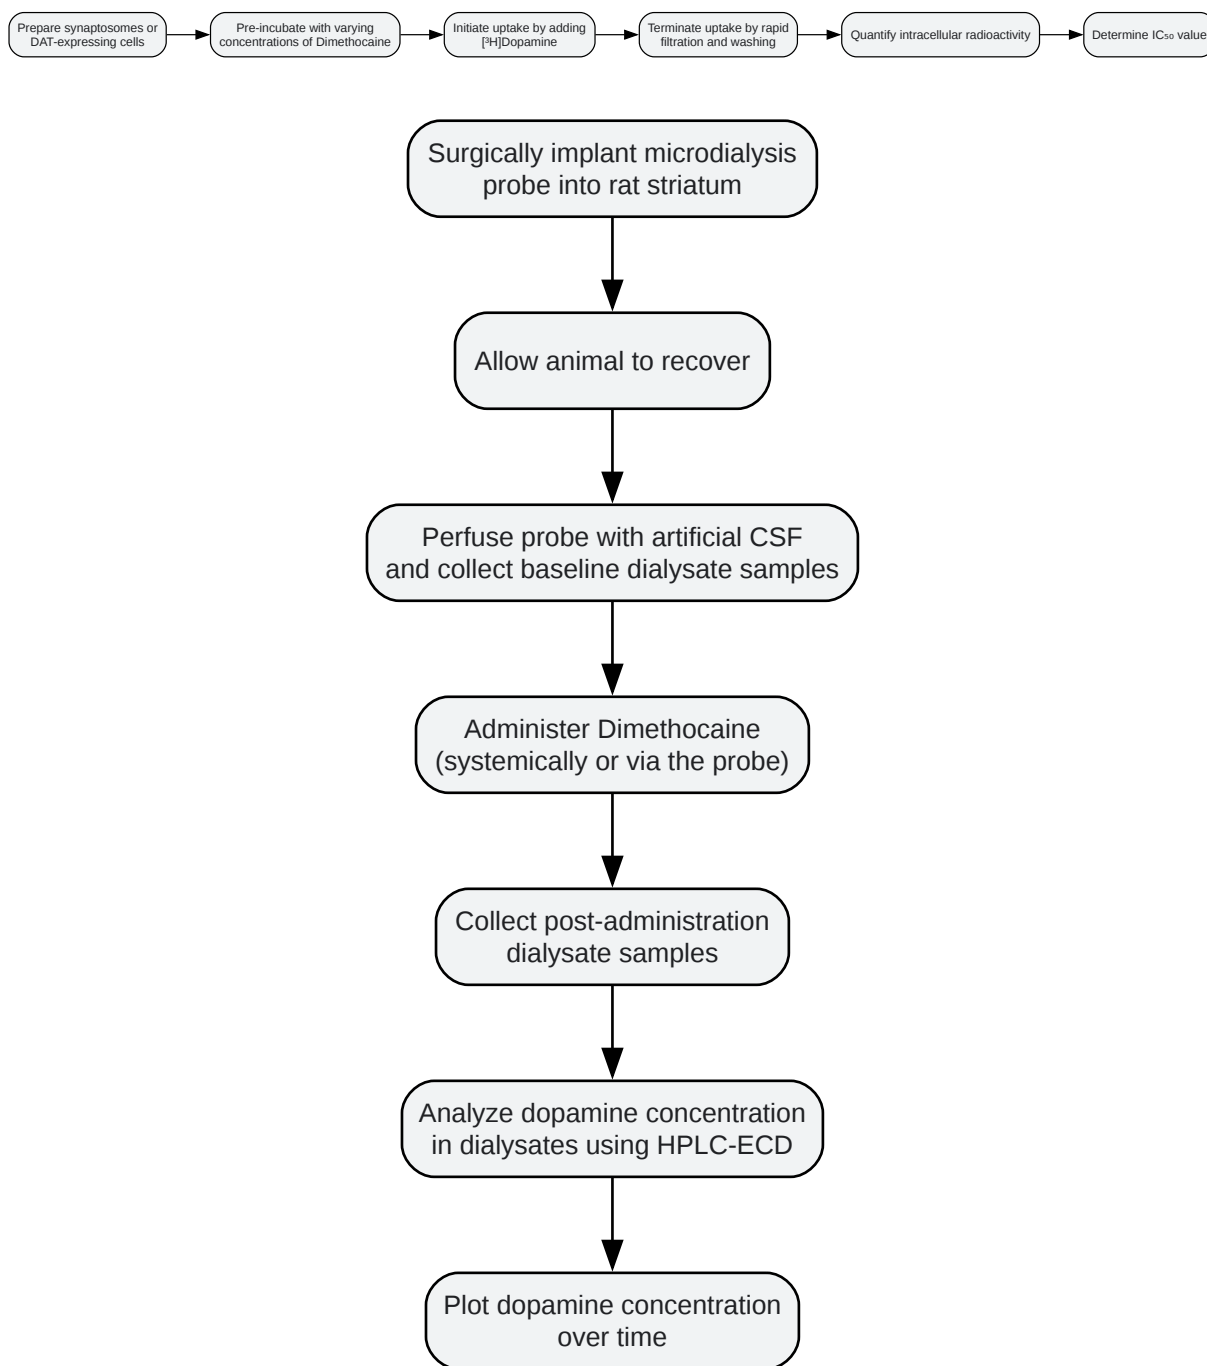 Prepare synaptosomes or
DAT-expressing cells
Pre-incubate with varying
concentrations of Dimethocaine
Initiate uptake by adding
[³H]Dopamine
Terminate uptake by rapid
filtration and washing
Quantify intracellular radioactivity
Determine IC₅₀ value
Surgically implant microdialysis
probe into rat striatum
Allow animal to recover
Perfuse probe with artificial CSF
and collect baseline dialysate samples
Administer Dimethocaine
(systemically or via the probe)
Collect post-administration
dialysate samples
Analyze dopamine concentration
in dialysates using HPLC-ECD
Plot dopamine concentration
over time